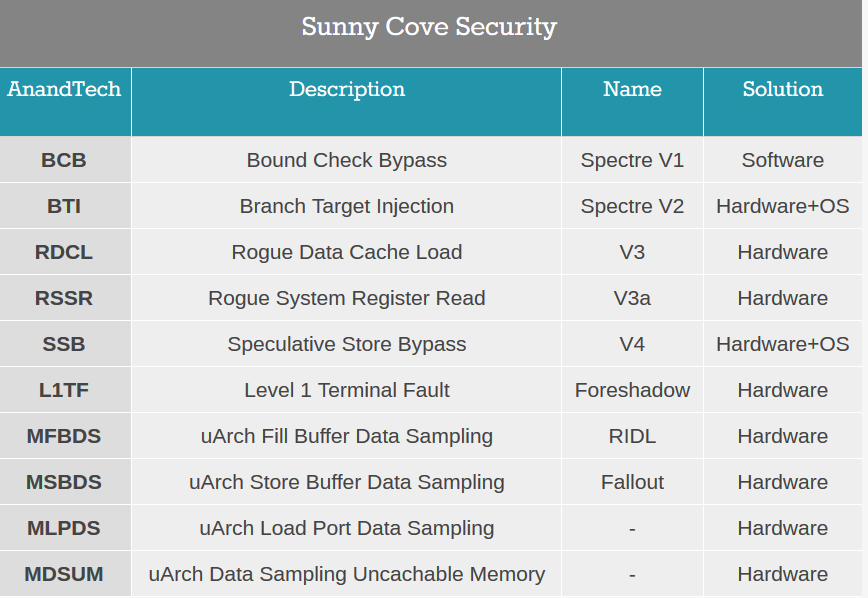 Sunny Cove Security
AnandTech Description Name Solution
BCB Bound Check Bypass Spectre V1 Software
BTI Branch Target Injection Spectre V2 Hardware+OS
RDCL Rogue Data Cache Load V3 Hardware
RSSR Rogue System Register Read V3a Hardware
SSB Speculative Store Bypass V4 Hardware+OS
L1TF Level 1 Terminal Fault Foreshadow Hardware
MFBDS uArch Fill Buffer Data Sampling RIDL Hardware
MSBDS uArch Store Buffer Data Sampling Fallout Hardware
MLPDS uArch Load Port Data Sampling - Hardware
MDSUM uArch Data Sampling Uncachable Memory - Hardware